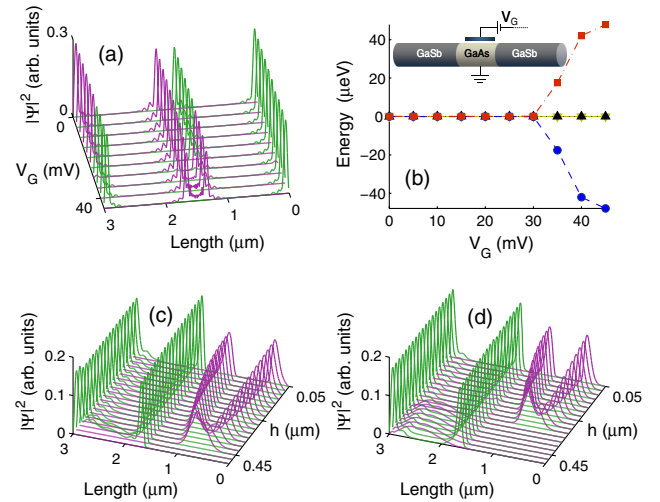 (a)
0.3
|Ψ|² (arb. units)
0
0
V_G (mV)
40
3
2
1
0
Length (μm)
V_G
GaSb
GaAs
GaSb
40
20
0
−20
−40
Energy (μeV)
(b)
0
10
20
30
40
V_G (mV)
(c)
0.2
0.1
0
|Ψ|² (arb. units)
3
2
1
0
Length (μm)
0.05
h (μm)
0.45
(d)
0.2
0.1
0
|Ψ|² (arb. units)
3
2
1
0
Length (μm)
0.05
h (μm)
0.45